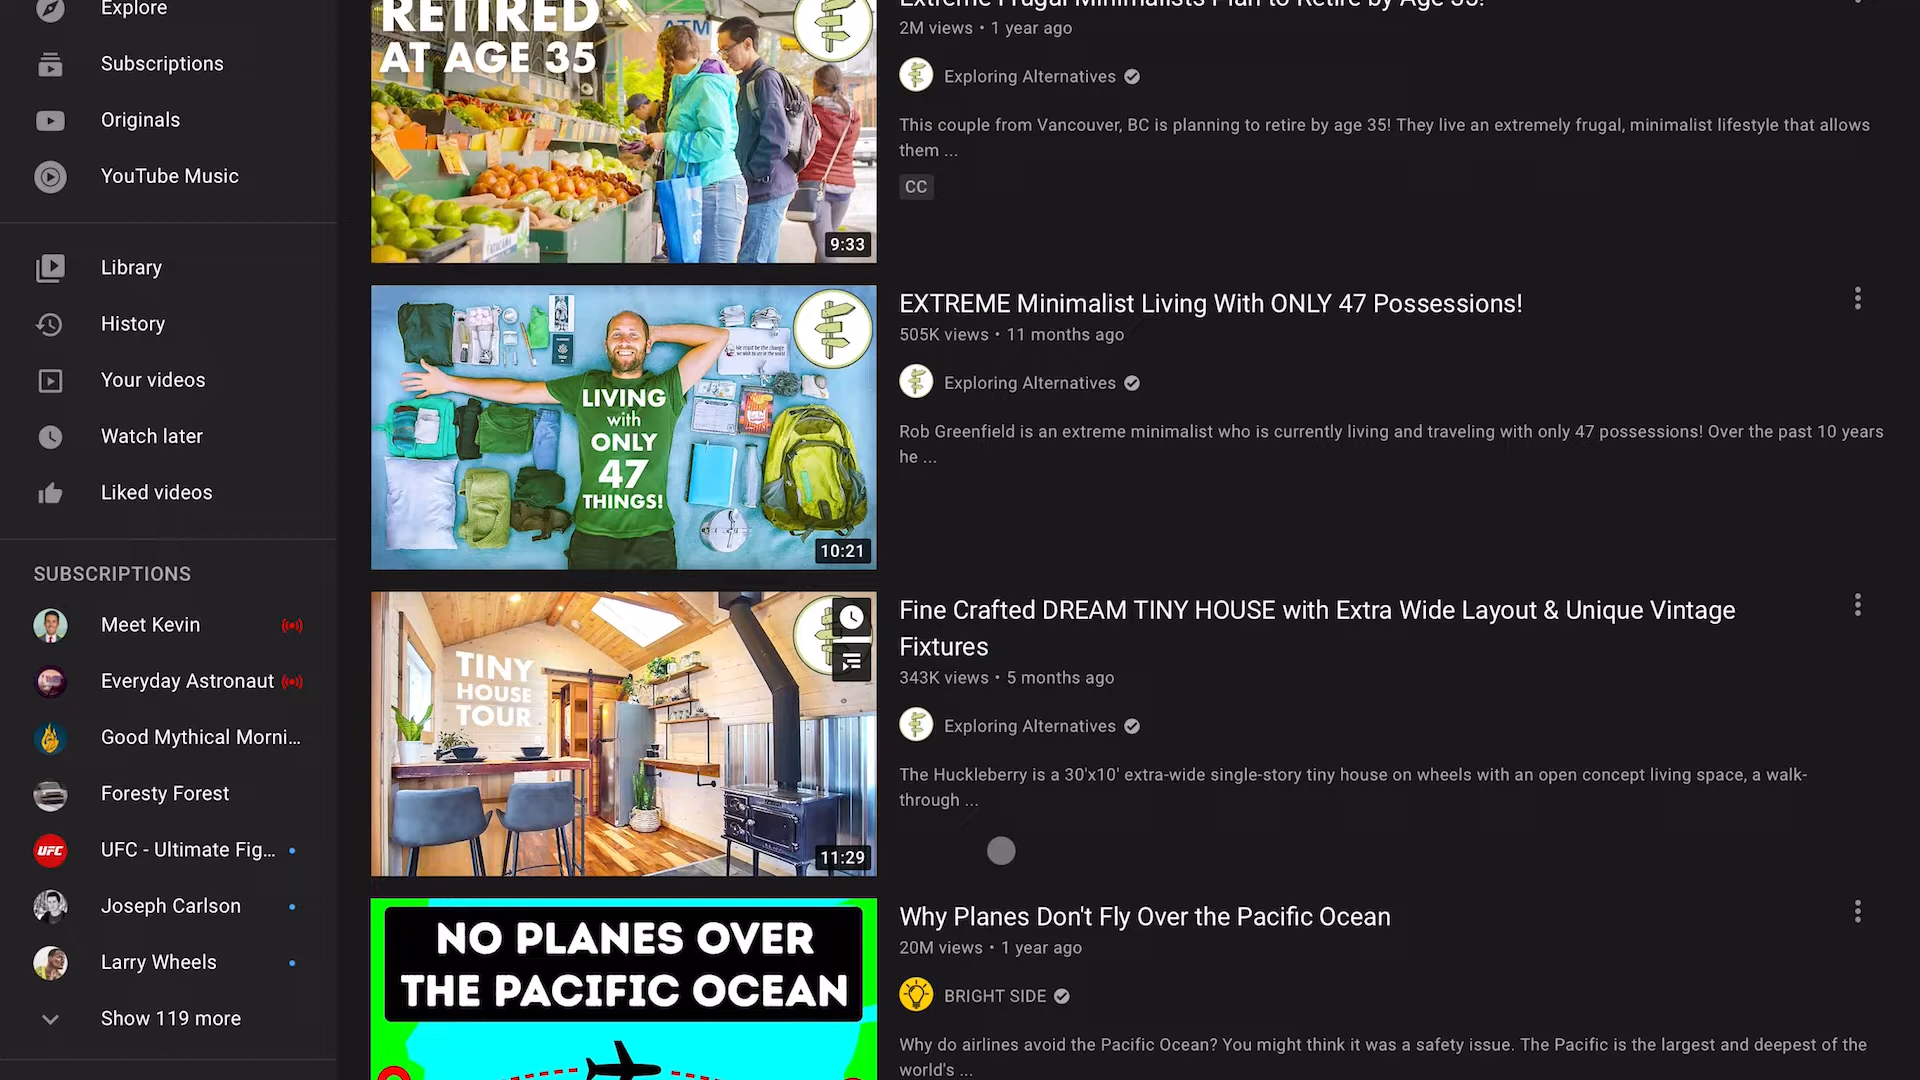 Explore
Subscriptions
Originals
YouTube Music
Library
History
Your videos
Watch later
Liked videos
SUBSCRIPTIONS
Meet Kevin
Everyday Astronaut
Good Mythical Morni...
Foresty Forest
UFC - Ultimate Fig...
Joseph Carlson
Larry Wheels
Show 119 more
RETIRED
AT AGE 35
ATM
9:33
Extreme Frugal Minimalists Plan to Retire by Age 35!
2M views • 1 year ago
Exploring Alternatives
This couple from Vancouver, BC is planning to retire by age 35! They live an extremely frugal, minimalist lifestyle that allows
them ...
CC
LIVING
with
ONLY
47
THINGS!
10:21
EXTREME Minimalist Living With ONLY 47 Possessions!
505K views • 11 months ago
Exploring Alternatives
Rob Greenfield is an extreme minimalist who is currently living and traveling with only 47 possessions! Over the past 10 years
he ...
TINY
HOUSE
TOUR
11:29
Fine Crafted DREAM TINY HOUSE with Extra Wide Layout & Unique Vintage
Fixtures
343K views • 5 months ago
Exploring Alternatives
The Huckleberry is a 30'x10' extra-wide single-story tiny house on wheels with an open concept living space, a walk-
through ...
NO PLANES OVER
THE PACIFIC OCEAN
Why Planes Don't Fly Over the Pacific Ocean
20M views • 1 year ago
BRIGHT SIDE
Why do airlines avoid the Pacific Ocean? You might think it was a safety issue. The Pacific is the largest and deepest of the
world's ...